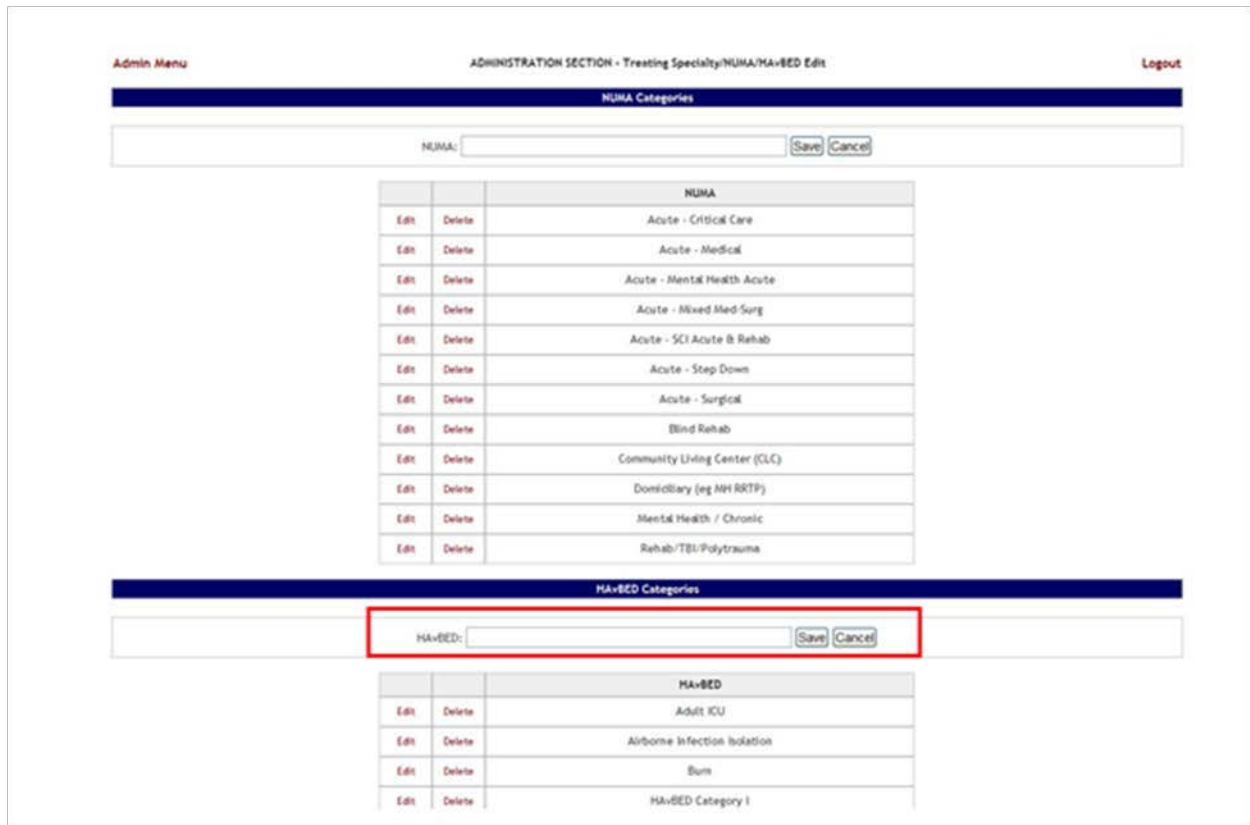 Admin Menu ADMINISTRATION SECTION - Treating Specialty/NUMA/HAvBED Edit Logout
NUMA Categories
NUMA: Save Cancel
NUMA
Edit Delete Acute - Critical Care
Edit Delete Acute - Medical
Edit Delete Acute - Mental Health Acute
Edit Delete Acute - Mixed Med-Surg
Edit Delete Acute - SCI Acute & Rehab
Edit Delete Acute - Step Down
Edit Delete Acute - Surgical
Edit Delete Blind Rehab
Edit Delete Community Living Center (CLC)
Edit Delete Domiciliary (eg MH RRTP)
Edit Delete Mental Health / Chronic
Edit Delete Rehab/TBI/Polytrauma
HAvBED Categories
HAvBED: Save Cancel
HAvBED
Edit Delete Adult ICU
Edit Delete Airborne Infection Isolation
Edit Delete Burn
Edit Delete HAvBED Category I